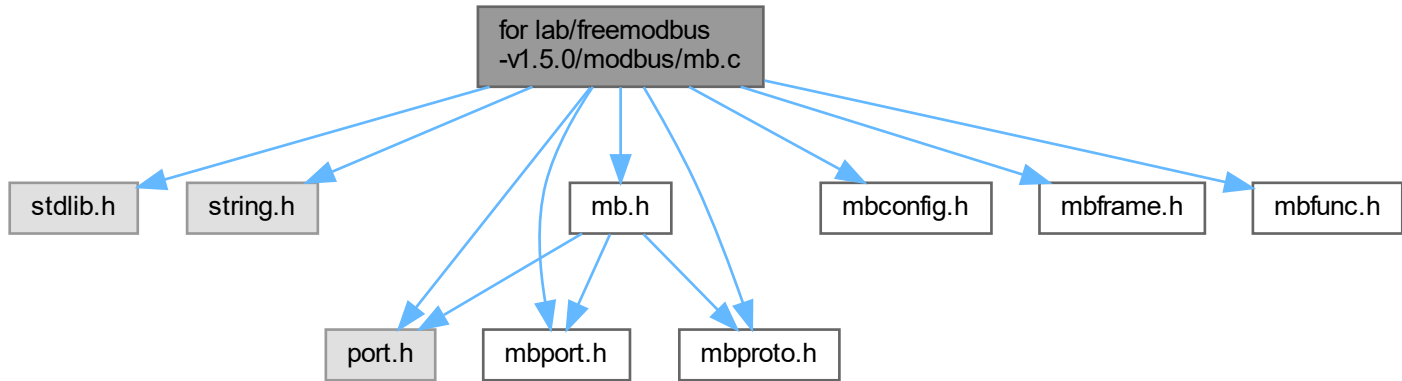 for lab/freemodbus
-v1.5.0/modbus/mb.c
stdlib.h
string.h
mb.h
mbconfig.h
mbframe.h
mbfunc.h
port.h
mbport.h
mbproto.h